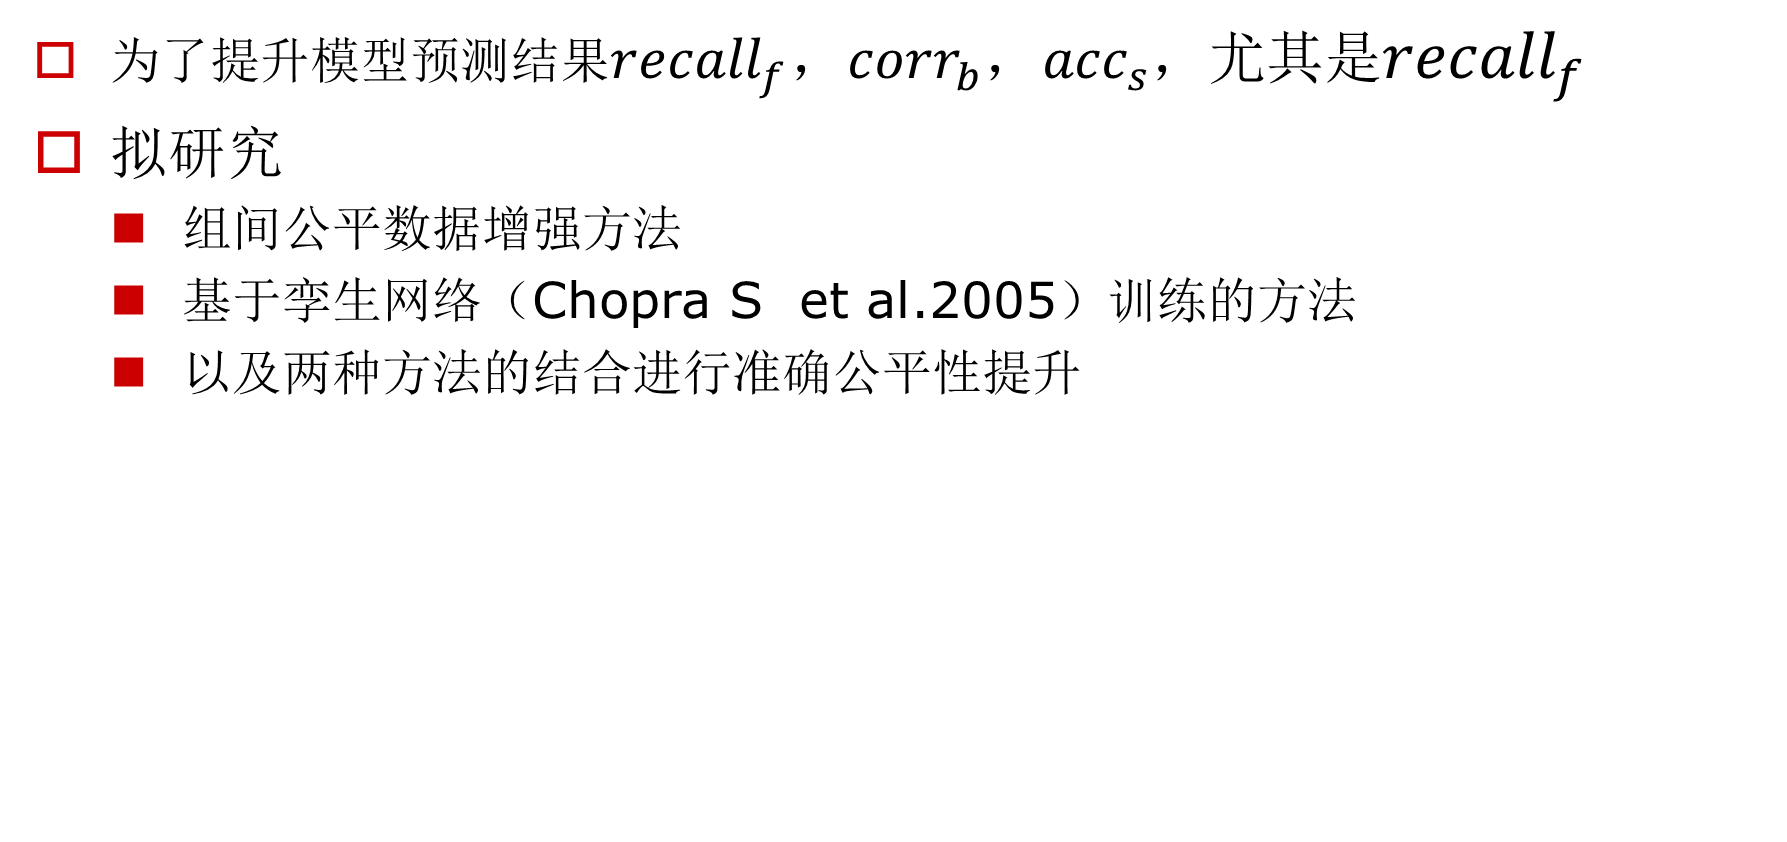 为了提升模型预测结果recall_f，corr_b，acc_s，尤其是recall_f
拟研究
组间公平数据增强方法
基于孪生网络（Chopra S et al.2005）训练的方法
以及两种方法的结合进行准确公平性提升